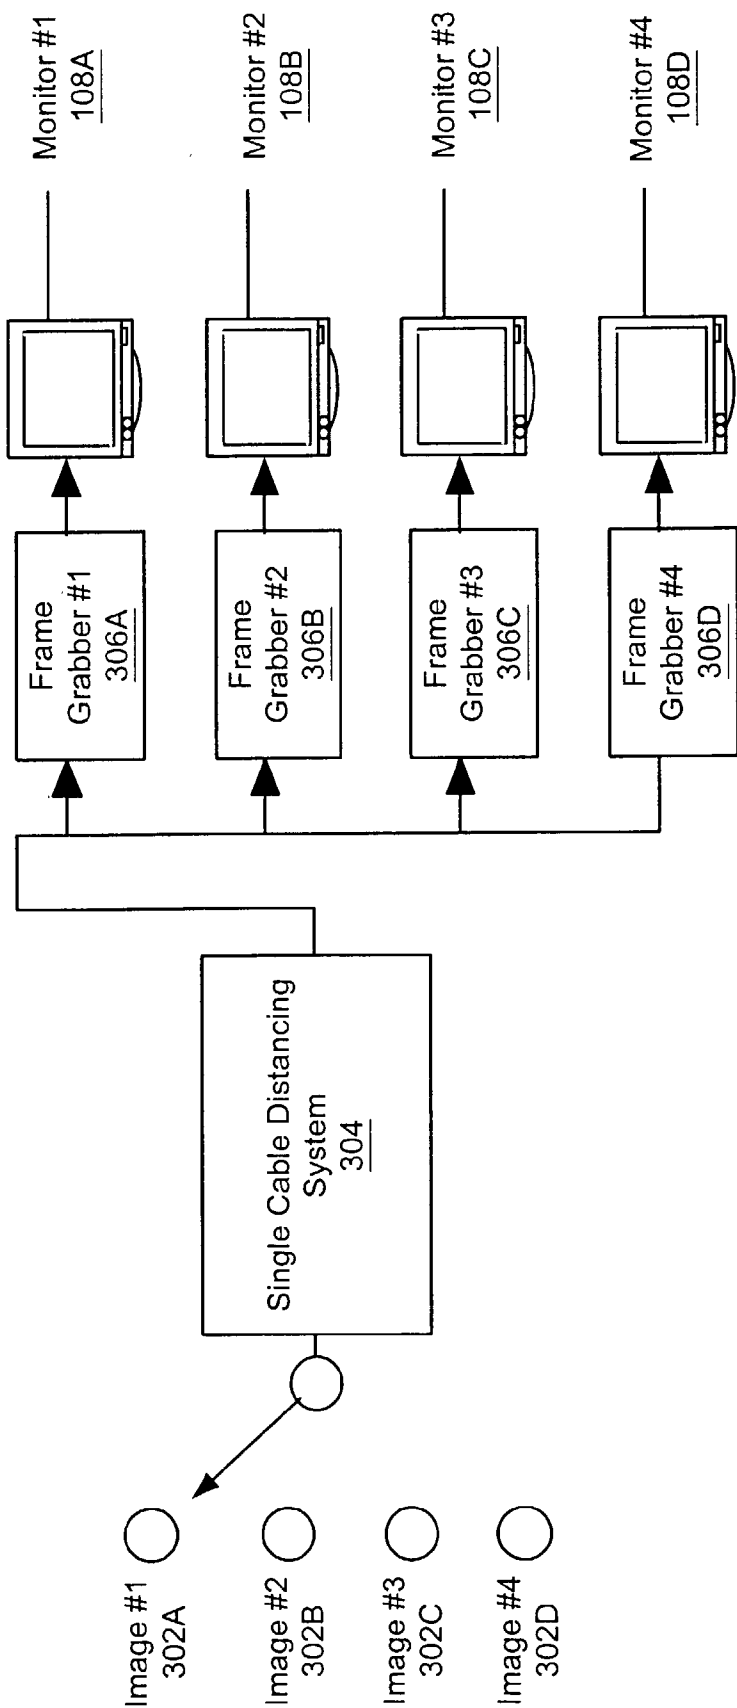 Image #1
302A
Image #2
302B
Image #3
302C
Image #4
302D
Single Cable Distancing
System
304
Frame
Grabber #1
306A
Frame
Grabber #2
306B
Frame
Grabber #3
306C
Frame
Grabber #4
306D
Monitor #1
108A
Monitor #2
108B
Monitor #3
108C
Monitor #4
108D